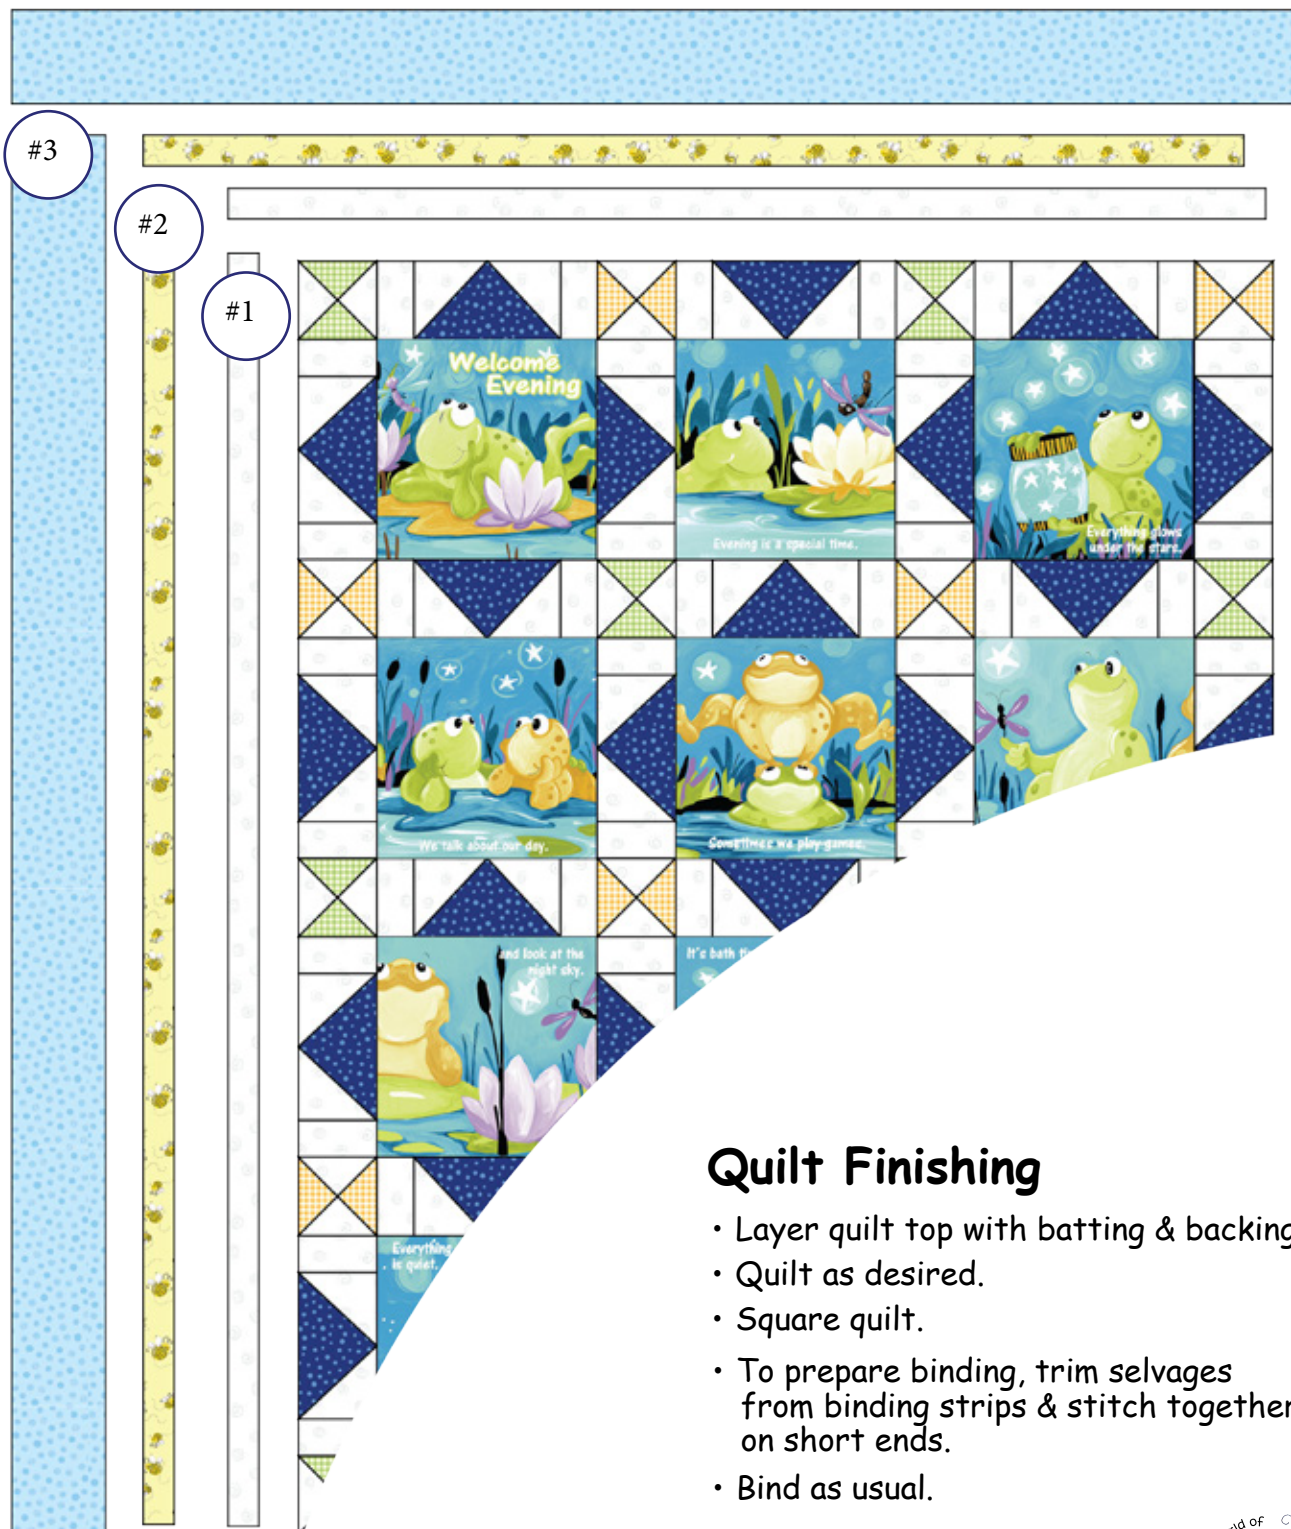 #3
#2
#1
Welcome
Evening
Evening is a special time.
Everything glows
under the stars.
We talk about our day.
Sometimes we play games.
and look at the
night sky.
It's bath
Everything
is quiet.
Quilt Finishing
• Layer quilt top with batting & backing
• Quilt as desired.
• Square quilt.
• To prepare binding, trim selvages
from binding strips & stitch together
on short ends.
• Bind as usual.
of